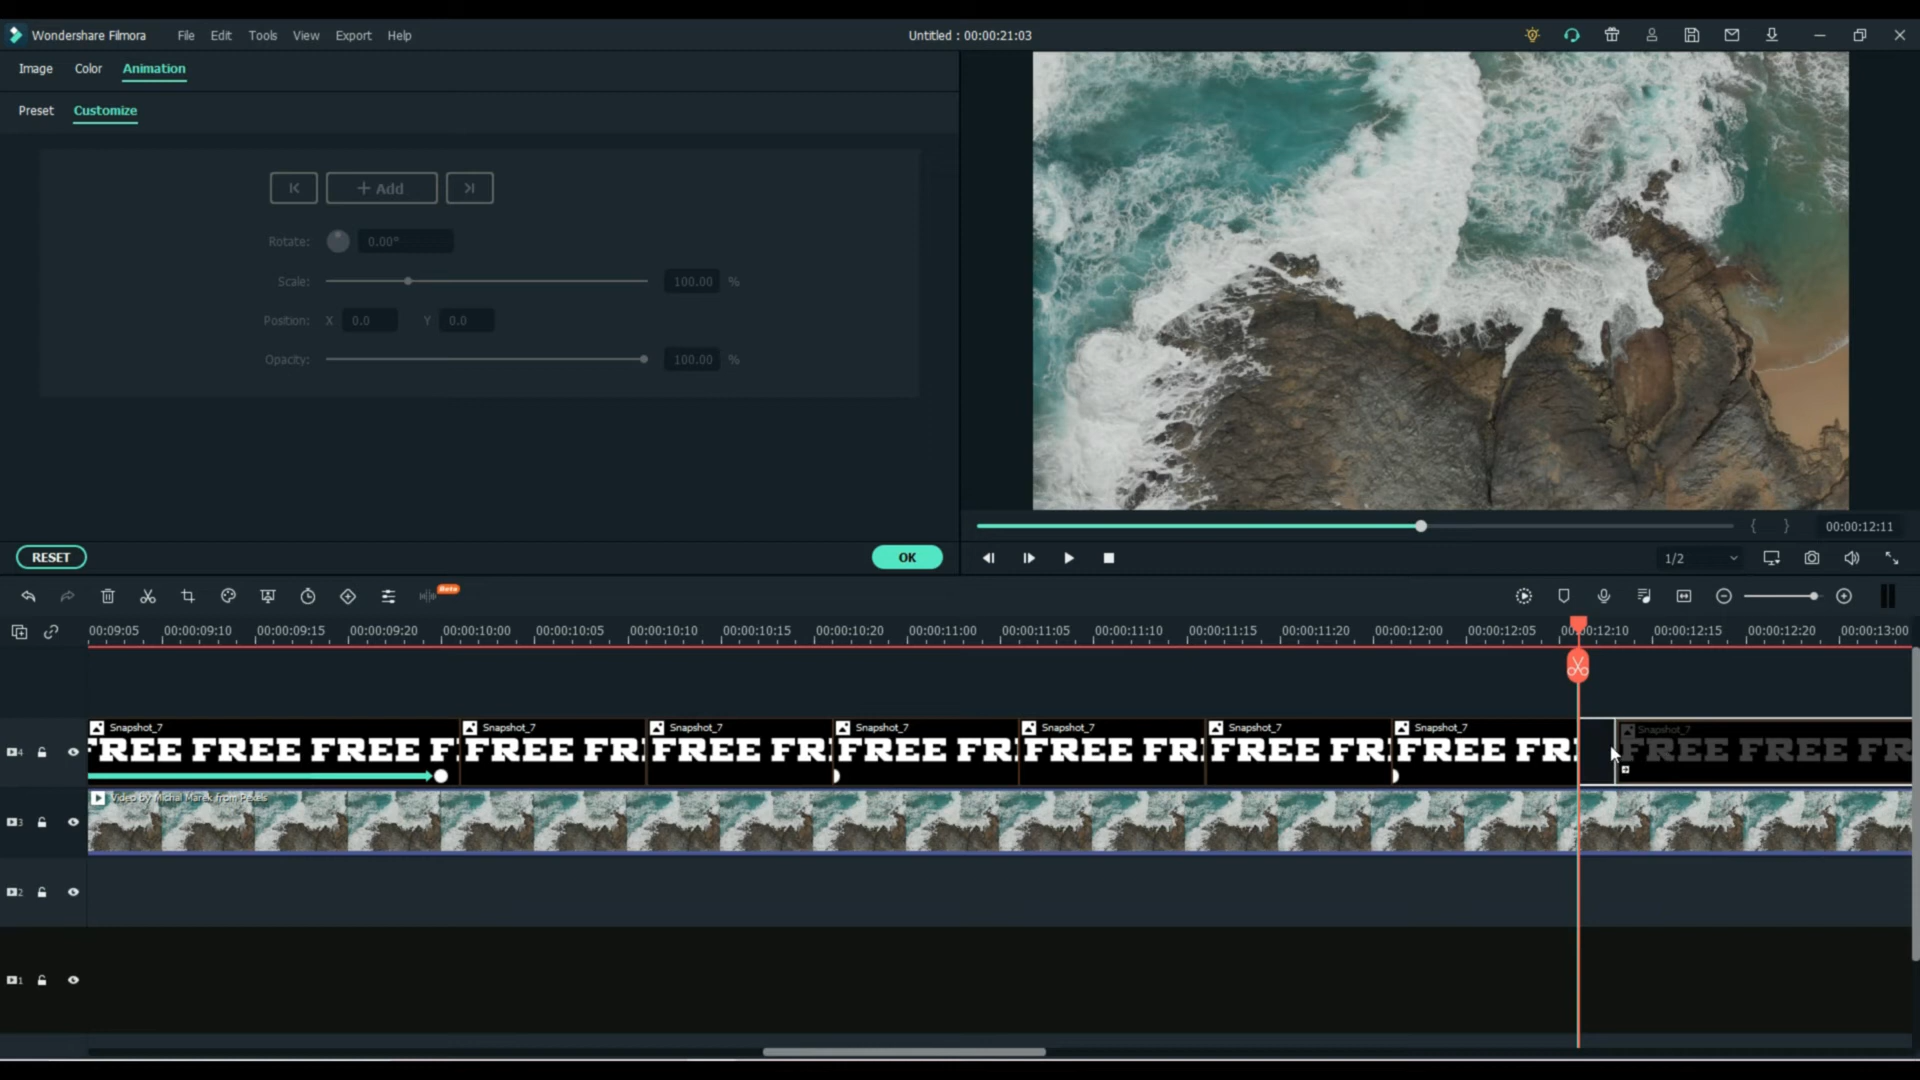 Wondershare Filmora File Edit Tools View Export Help Untitled : 00:00:21:03
Image Color Animation
Preset Customize
+ Add
Rotate: 0.00°
Scale: 100.00 %
Position: X 0.0 Y 0.0
Opacity: 100.00 %
00:00:12:11
RESET OK 1/2
Beta
00:00:09:05 00:00:09:10 00:00:09:15 00:00:09:20 00:00:10:00 00:00:10:05 00:00:10:10 00:00:10:15 00:00:10:20 00:00:11:00 00:00:11:05 00:00:11:10 00:00:11:15 00:00:11:20 00:00:12:00 00:00:12:05 00:00:12:10 00:00:12:15 00:00:12:20 00:00:13:00
Snapshot_7 Snapshot_7 Snapshot_7 Snapshot_7 Snapshot_7 Snapshot_7 Snapshot_7 Snapshot_7
4 FREE FREE FREE F FREE FR FREE FR FREE FR FREE FR FREE FR FREE FR FREE FREE FR
Video by Michal Marek from Pexels
3
2
1